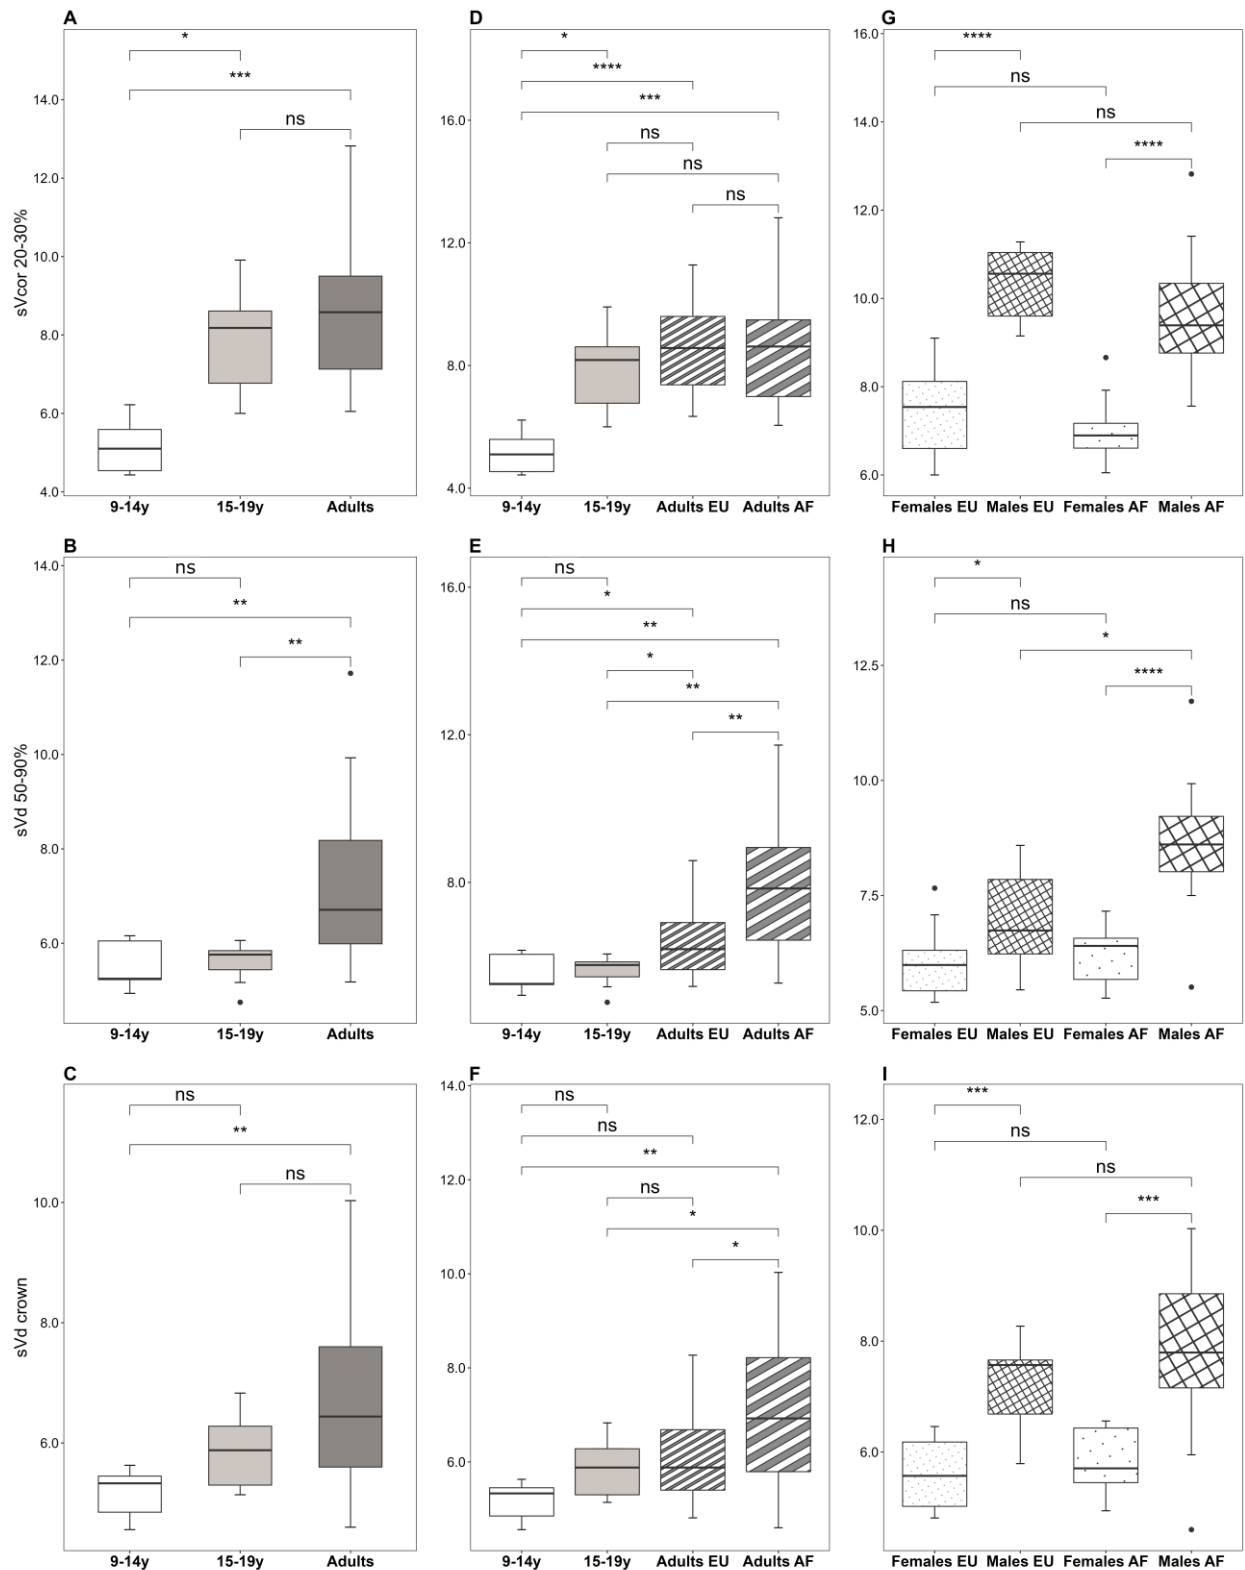 A
sVcor 20-30%
14.0
12.0
10.0
8.0
6.0
4.0
*
***
ns
9-14y 15-19y Adults
D
16.0
12.0
8.0
4.0
*
****
***
ns
ns
ns
9-14y 15-19y Adults EU Adults AF
G
16.0
14.0
12.0
10.0
8.0
6.0
****
ns
ns
****
Females EU Males EU Females AF Males AF
B
sVd 50-90%
14.0
12.0
10.0
8.0
6.0
ns
**
**
9-14y 15-19y Adults
E
16.0
12.0
8.0
ns
*
**
*
**
**
9-14y 15-19y Adults EU Adults AF
H
12.5
10.0
7.5
5.0
*
ns
*
****
Females EU Males EU Females AF Males AF
C
sVd crown
10.0
8.0
6.0
ns
**
ns
9-14y 15-19y Adults
F
14.0
12.0
10.0
8.0
6.0
ns
ns
**
ns
*
*
9-14y 15-19y Adults EU Adults AF
I
12.0
10.0
8.0
6.0
***
ns
ns
***
Females EU Males EU Females AF Males AF